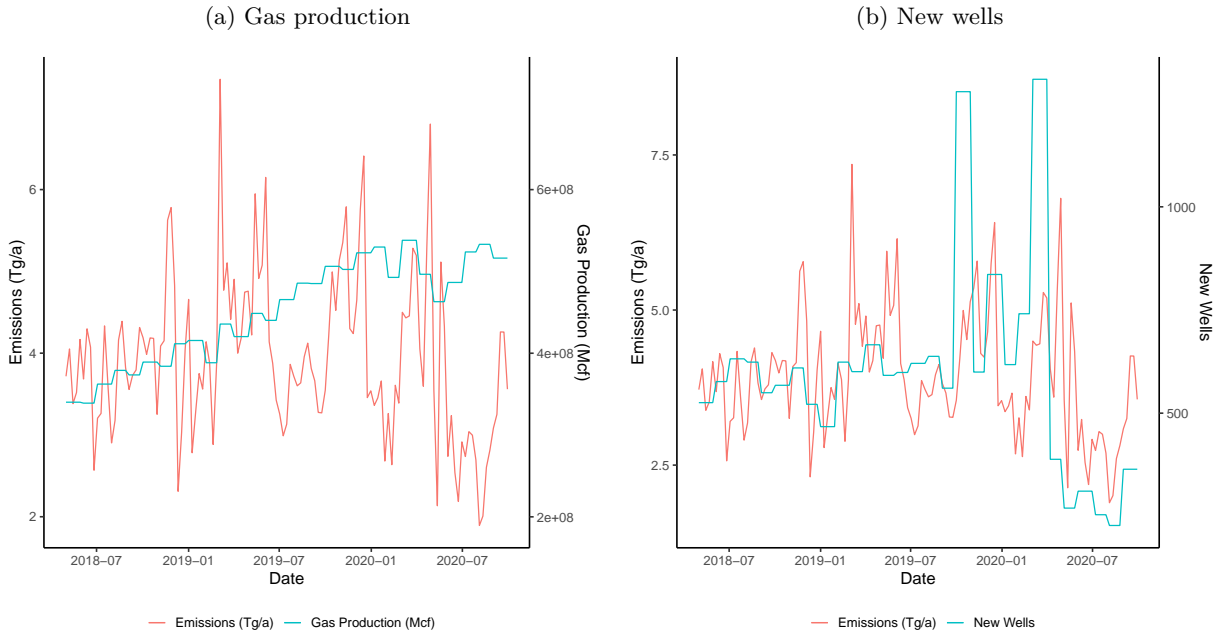 (a) Gas production
(b) New wells
Emissions (Tg/a)
6
4
2
6e+08
4e+08
2e+08
Gas Production (Mcf)
2018–07
2019–01
2019–07
2020–01
2020–07
Date
Emissions (Tg/a)
Gas Production (Mcf)
Emissions (Tg/a)
7.5
5.0
2.5
1000
500
New Wells
2018–07
2019–01
2019–07
2020–01
2020–07
Date
Emissions (Tg/a)
New Wells